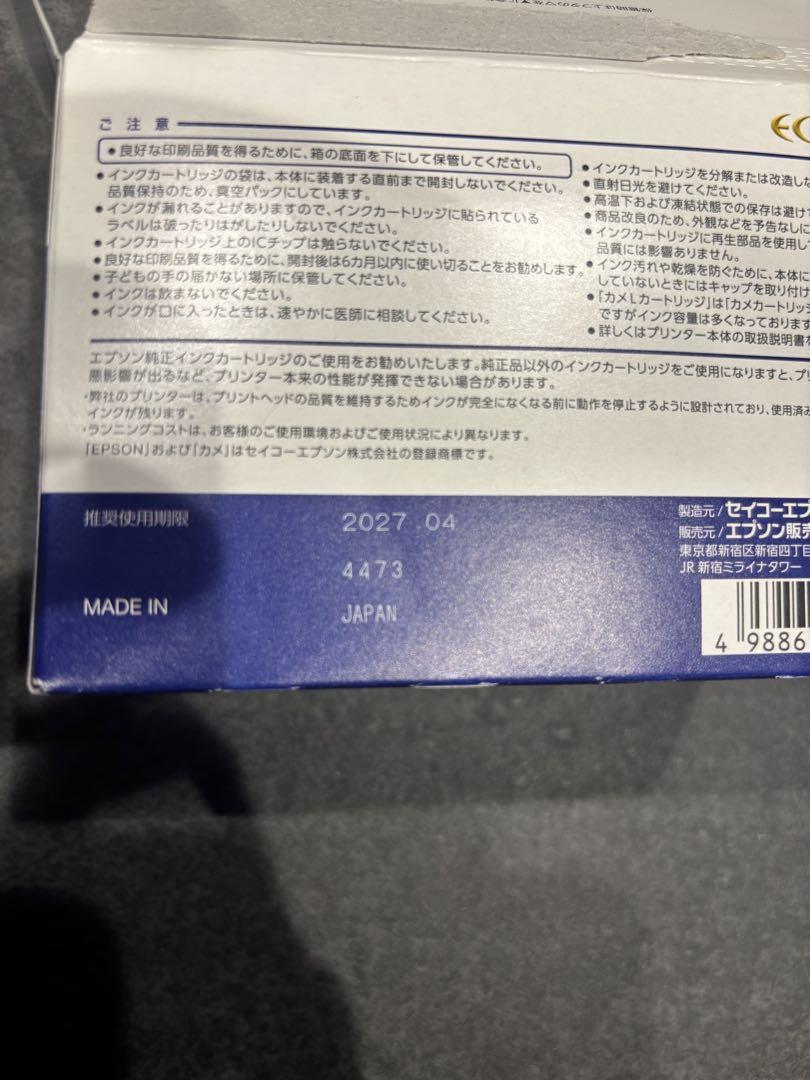 ご注意
●良好な印刷品質を得るために、箱の底面を下にして保管してください。
●インクカートリッジの袋は、本体に装着する直前まで開封しないでください。
品質保持のため、真空パックにしています。
●インクが漏れることがありますので、インクカートリッジに貼られている
ラベルは破ったりはがしたりしないでください。
●インクカートリッジ上のICチップは触らないでください。
●良好な印刷品質を得るために、開封後は6カ月以内に使い切ることをお勧めします。
●子どもの手の届かない場所に保管してください。
●インクは飲まないでください。
●インクが口に入ったときは、速やかに医師に相談してください。
EC
●インクカートリッジを分解または改造した
●直射日光を避けてください。
●高温下および凍結状態での保存は避けて
●商品改良のため、外観などを予告なしに
●インクカートリッジに再生部品を使用し
品質には影響ありません。
●インク汚れや乾燥を防ぐために、本体に
していないときにはキャップを取り付け
●「カメLカートリッジ」は「カメカートリッジ
ですがインク容量は多くなっております
●詳しくはプリンター本体の取扱説明書
エプソン純正インクカートリッジのご使用をお勧めいたします。純正品以外のインクカートリッジをご使用になりますと、プリ
悪影響が出るなど、プリンター本来の性能が発揮できない場合があります。
・弊社のプリンターは、プリントヘッドの品質を維持するためインクが完全になくなる前に動作を停止するように設計されており、使用済み
インクが残ります。
・ランニングコストは、お客様のご使用環境およびご使用状況により異なります。
「EPSON」および「カメ」はセイコーエプソン株式会社の登録商標です。
推奨使用期限 2027.04
4473
MADE IN JAPAN
製造元/セイコーエプ
販売元/エプソン販売
東京都新宿区新宿四丁目
JR新宿ミライナタワー
4 9886